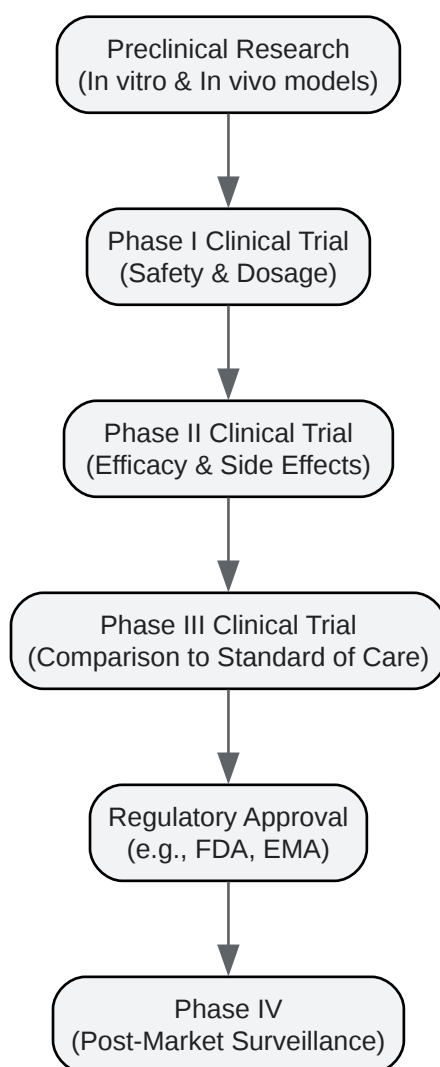 Preclinical Research
(In vitro & In vivo models)
Phase I Clinical Trial
(Safety & Dosage)
Phase II Clinical Trial
(Efficacy & Side Effects)
Phase III Clinical Trial
(Comparison to Standard of Care)
Regulatory Approval
(e.g., FDA, EMA)
Phase IV
(Post-Market Surveillance)